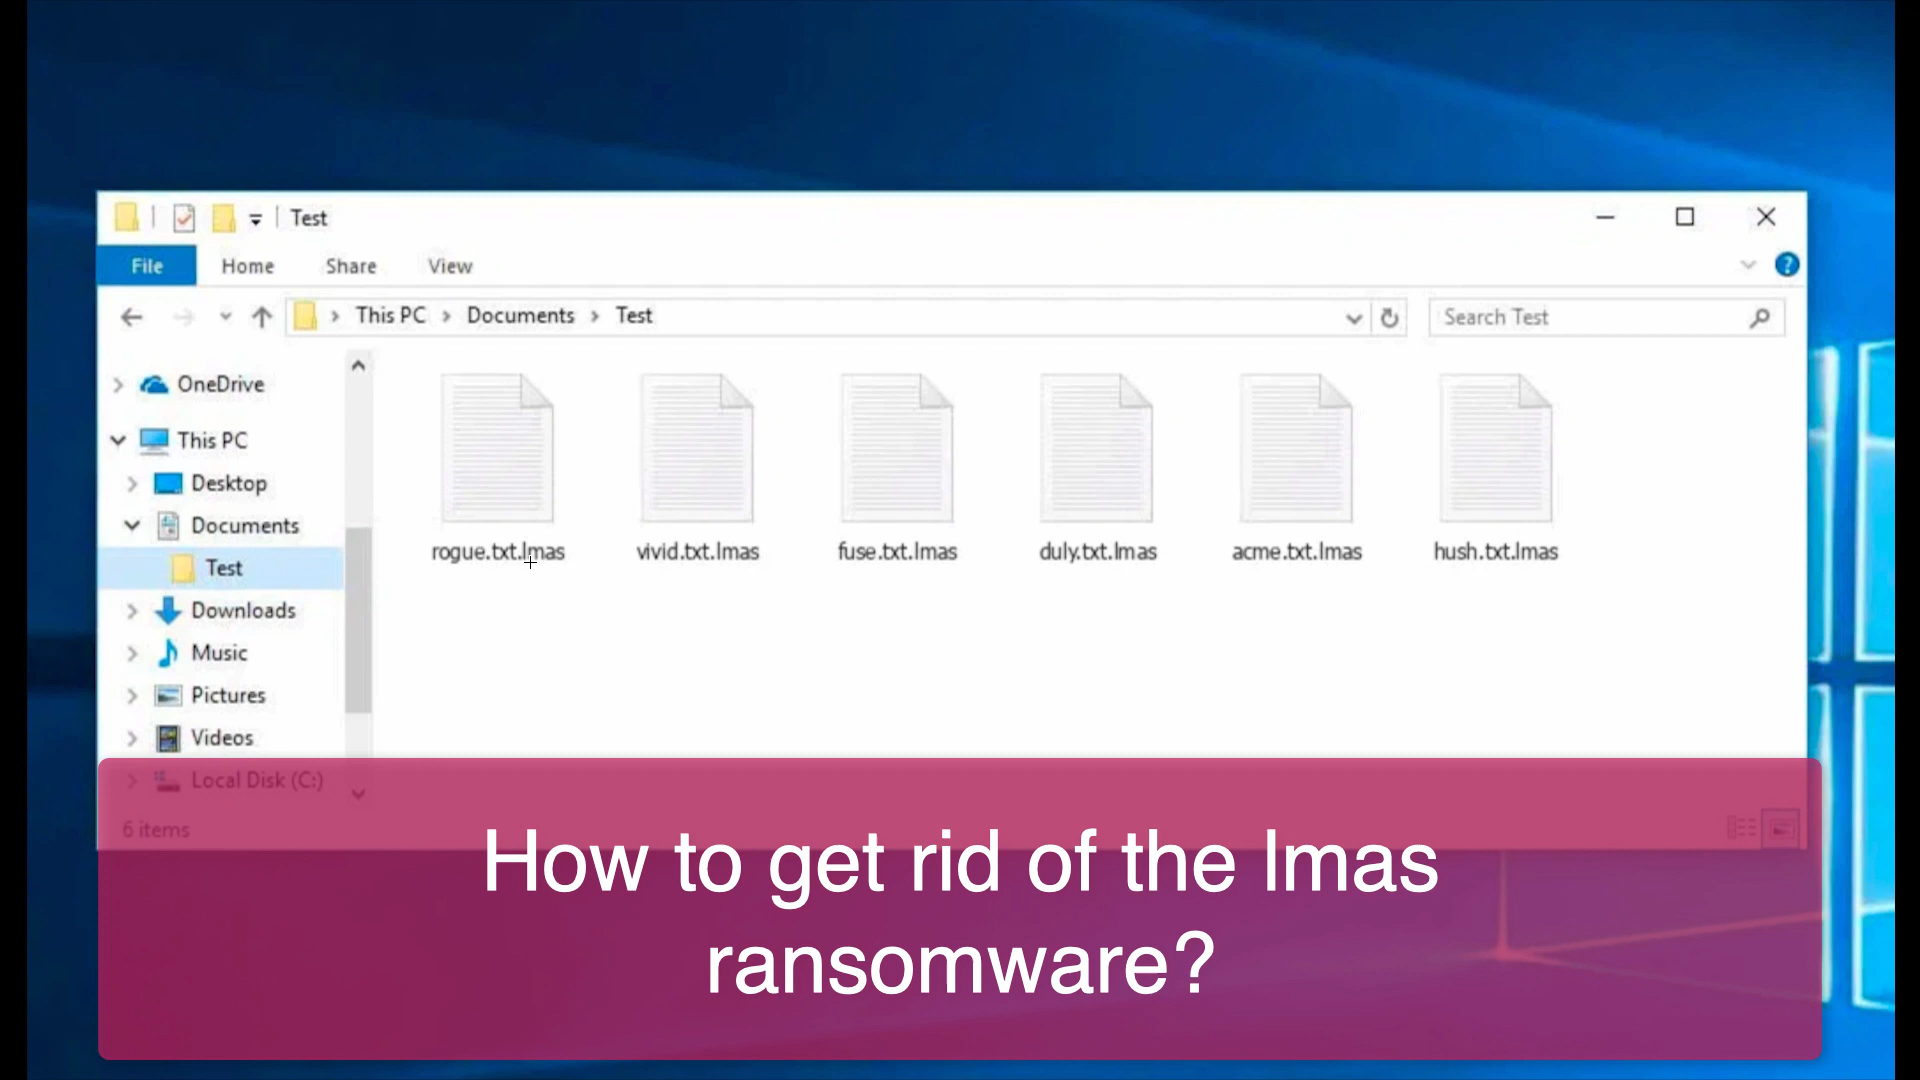 Test
File Home Share View
This PC Documents Test
Search Test
OneDrive
This PC
Desktop
Documents
Test
Downloads
Music
Pictures
Videos
Local Disk (C:)
6 items
rogue.txt.lmas vivid.txt.lmas fuse.txt.lmas duly.txt.lmas acme.txt.lmas hush.txt.lmas
How to get rid of the lmas
ransomware?